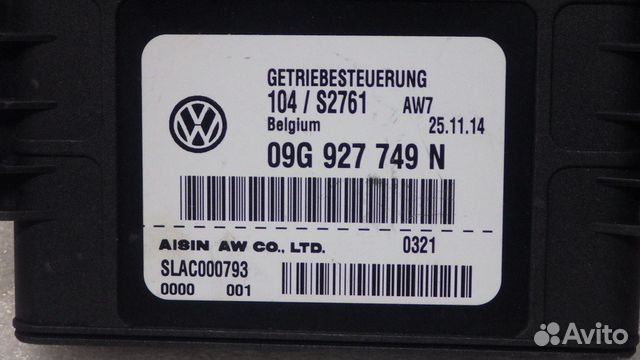 GETRIEBESTEUERUNG
104 / S2761 AW7
Belgium 25.11.14
09G 927 749 N
AISIN AW CO., LTD. 0321
SLAC000793
0000 001
Avito